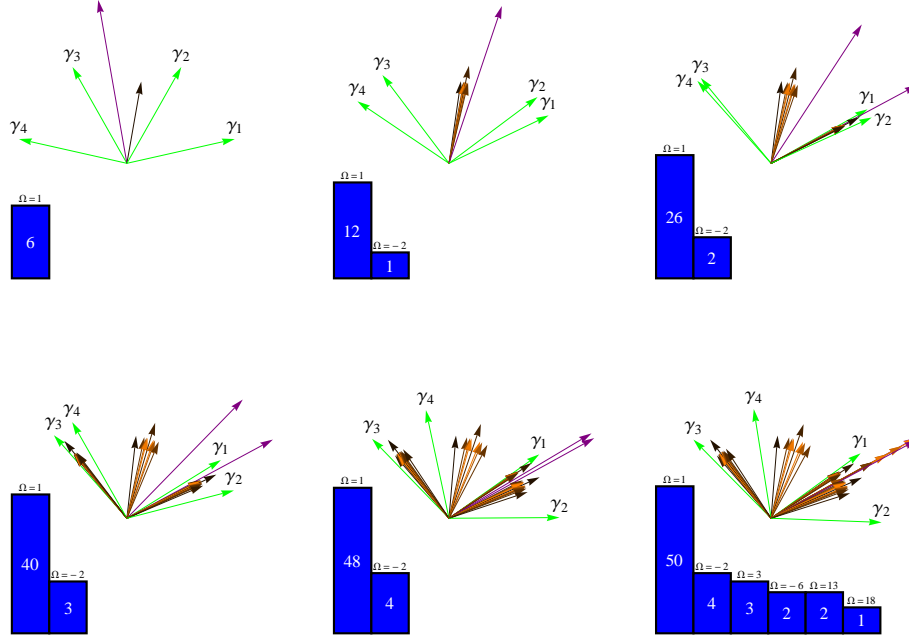 γ3 γ2
γ4 γ1
Ω = 1
6
γ3
γ4
γ2
γ1
Ω = 1
12
Ω = − 2
1
γ3
γ4
γ1
γ2
Ω = 1
26
Ω = − 2
2
γ4
γ3
γ1
γ2
Ω = 1
40
Ω = − 2
3
γ4
γ3
γ1
γ2
Ω = 1
48
Ω = − 2
4
γ4
γ3
γ1
γ2
Ω = 1
50
Ω = − 2
4
Ω = 3
3
Ω = − 6
2
Ω = 13
2
Ω = 18
1